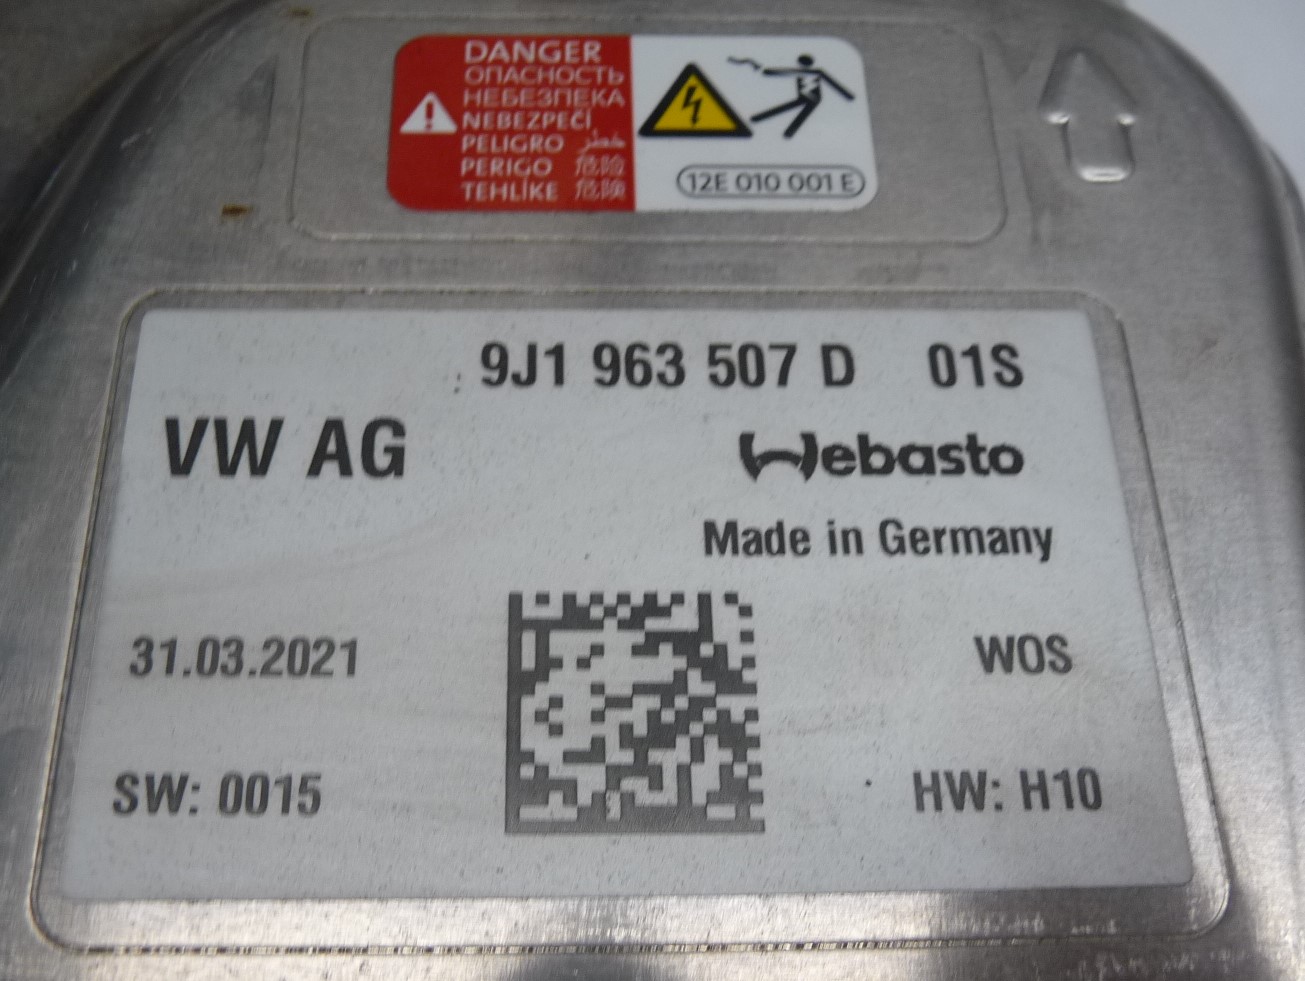 DANGER
ОПАСНОСТЬ
НЕБЕЗПЕКА
NEBEZPEČÍ
PELIGRO خطر
PERIGO 危险
TEHLİKE 危険
12E 010 001 E
9J1 963 507 D 01S
VW AG
Webasto
Made in Germany
31.03.2021
WOS
SW: 0015
HW: H10